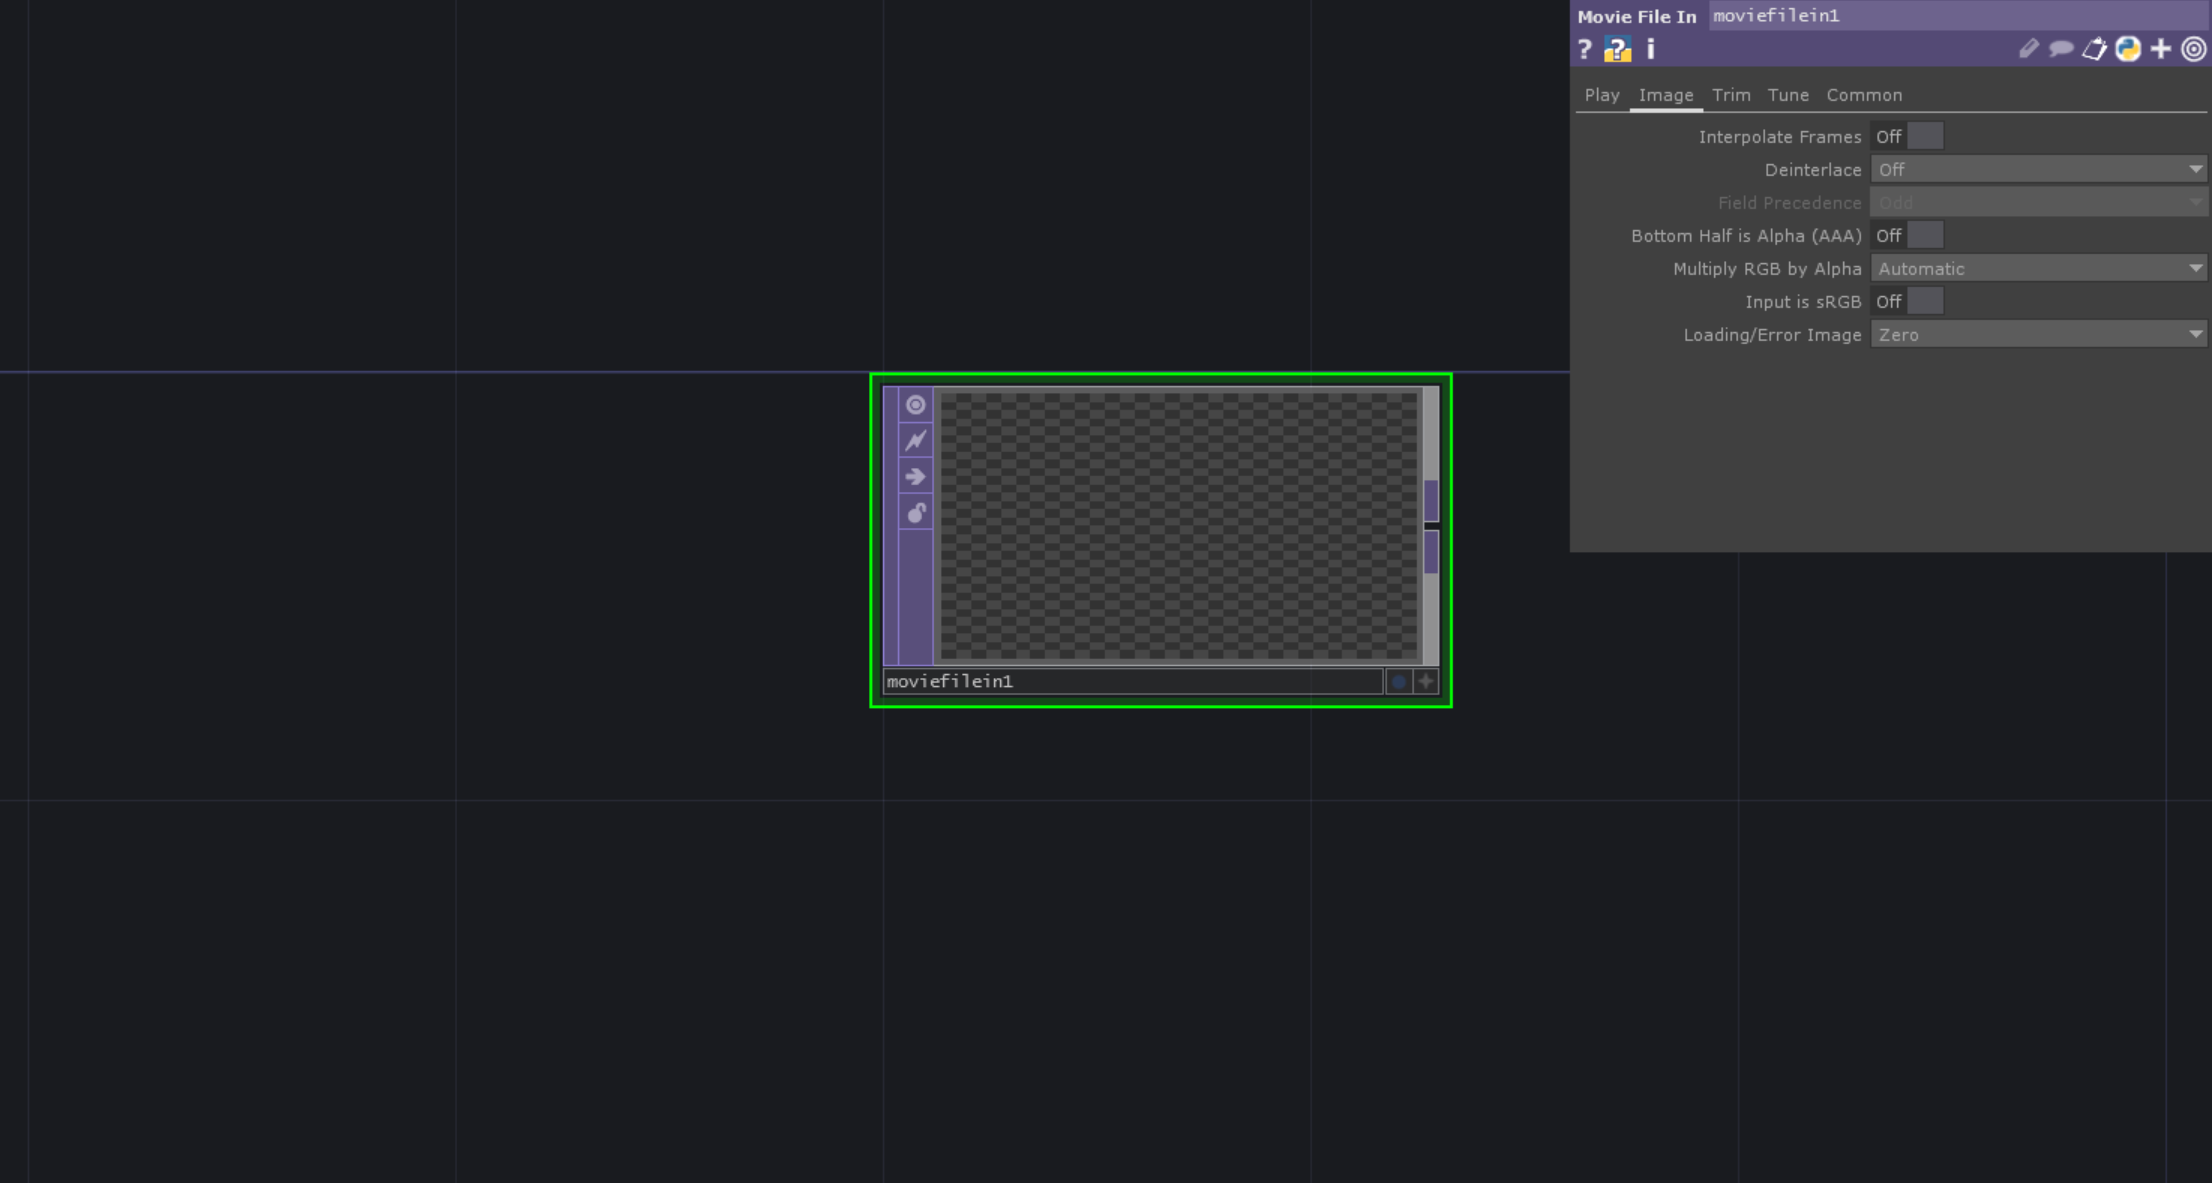 Movie File In moviefilein1
? ? i
Play Image Trim Tune Common
Interpolate Frames Off
Deinterlace Off
Field Precedence Odd
Bottom Half is Alpha (AAA) Off
Multiply RGB by Alpha Automatic
Input is sRGB Off
Loading/Error Image Zero
moviefilein1